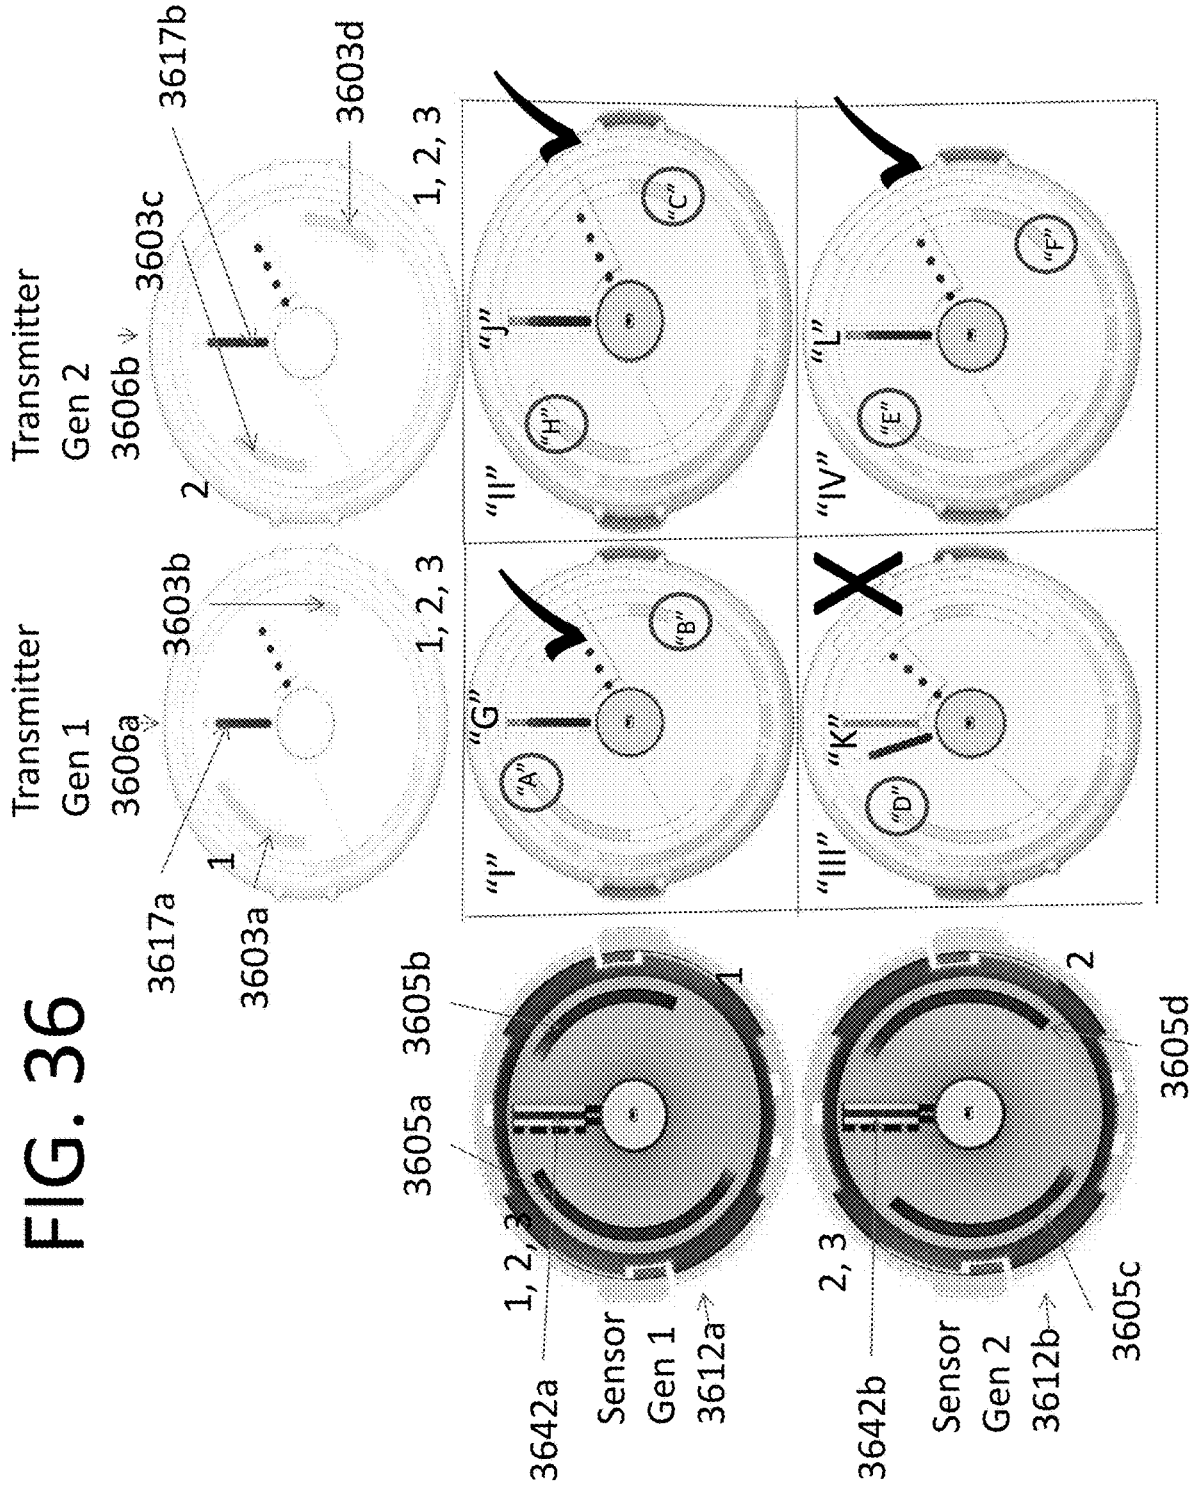 FIG. 36
Transmitter
Gen 1
3606a
Transmitter
Gen 2
3606b
3617a
3603a
3603b
1
1, 2, 3
3603c
3617b
3603d
2
1, 2, 3
3605a
3605b
1, 2, 3
1
3642a
Sensor
Gen 1
3612a
"I"
"A"
"G"
"B"
"II"
"H"
"J"
"C"
2, 3
2
3642b
Sensor
Gen 2
3612b
3605c
3605d
"III"
"D"
"K"
X
"IV"
"E"
"L"
"F"